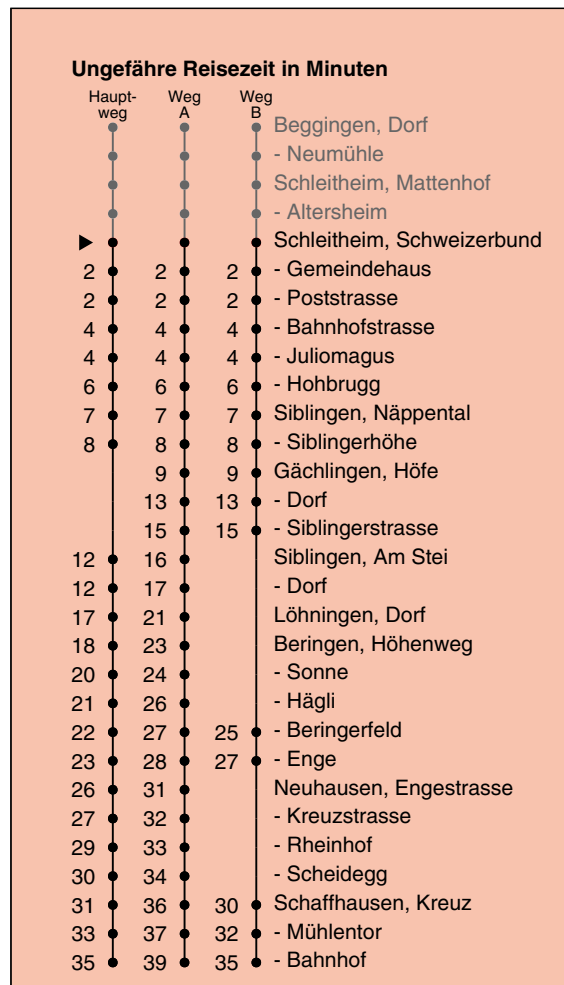 Ungefähre Reisezeit in Minuten
Haupt- Weg Weg
weg A B
Beggingen, Dorf
- Neumühle
Schleitheim, Mattenhof
- Altersheim
Schleitheim, Schweizerbund
2 2 2 - Gemeindehaus
2 2 2 - Poststrasse
4 4 4 - Bahnhofstrasse
4 4 4 - Juliomagus
6 6 6 - Hohbrugg
7 7 7 Siblingen, Näppental
8 8 8 - Siblingerhöhe
9 9 Gächlingen, Höfe
13 13 - Dorf
15 15 - Siblingerstrasse
12 16 Siblingen, Am Stei
12 17 - Dorf
17 21 Löhningen, Dorf
18 23 Beringen, Höhenweg
20 24 - Sonne
21 26 - Hägli
22 27 25 - Beringerfeld
23 28 27 - Enge
26 31 Neuhausen, Engestrasse
27 32 - Kreuzstrasse
29 33 - Rheinhof
30 34 - Scheidegg
31 36 30 Schaffhausen, Kreuz
33 37 32 - Mühlentor
35 39 35 - Bahnhof